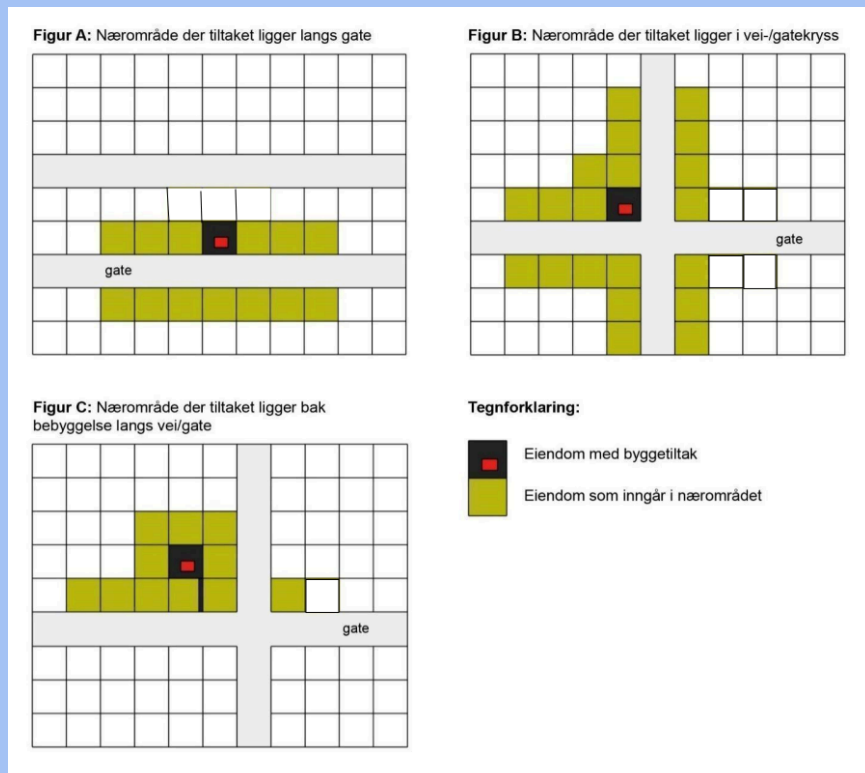 Figur A: Nærområde der tiltaket ligger langs gate
gate
Figur B: Nærområde der tiltaket ligger i vei-/gatekryss
gate
Figur C: Nærområde der tiltaket ligger bak
bebyggelse langs vei/gate
gate
Tegnforklaring:
Eiendom med byggetiltak
Eiendom som inngår i nærområdet